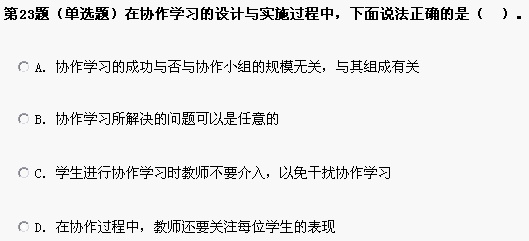 第23题（单选题）在协作学习的设计与实施过程中，下面说法正确的是（ ）。
A. 协作学习的成功与否与协作小组的规模无关，与其组成有关
B. 协作学习所解决的问题可以是任意的
C. 学生进行协作学习时教师不要介入，以免干扰协作学习
D. 在协作过程中，教师还要关注每位学生的表现